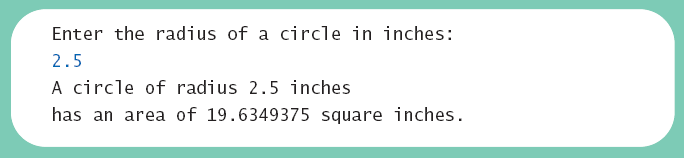 Enter the radius of a circle in inches:
2.5
A circle of radius 2.5 inches
has an area of 19.6349375 square inches.